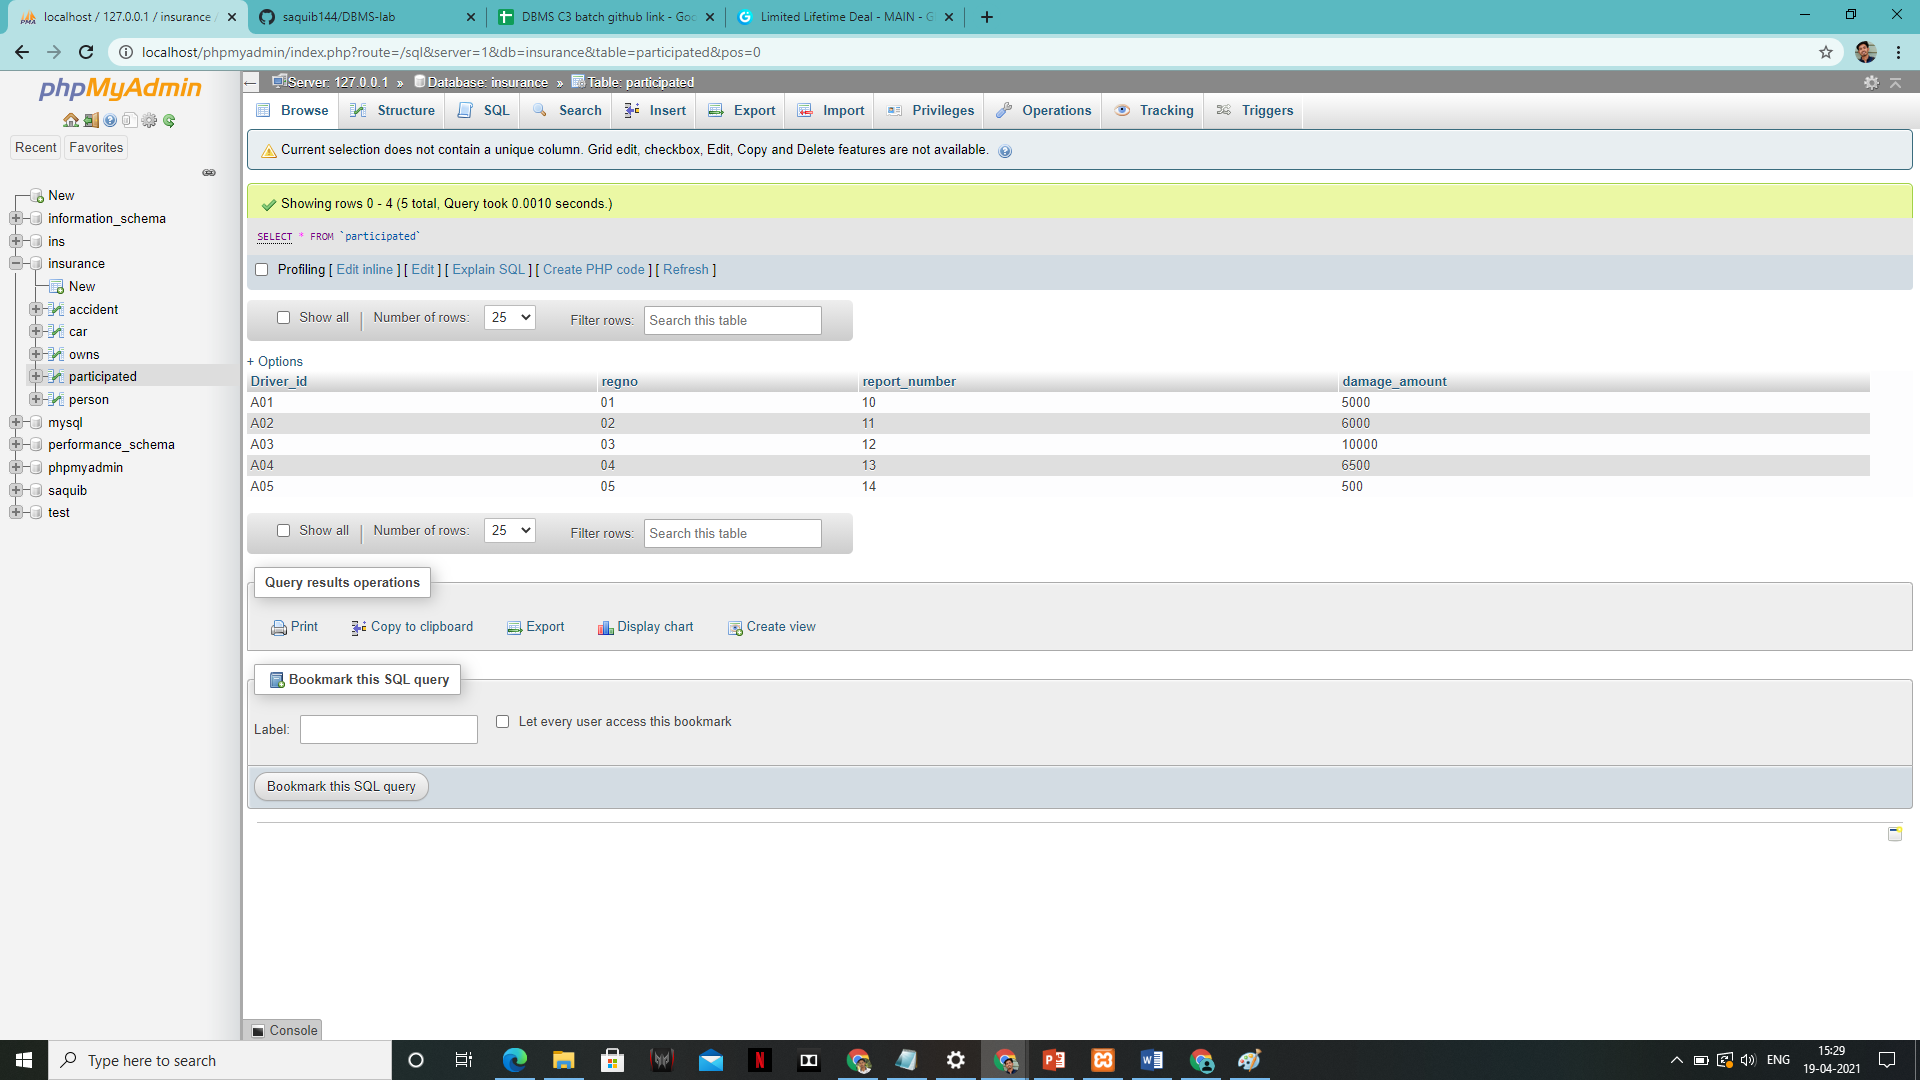 localhost / 127.0.0.1 / insurance /
saquib144/DBMS-lab
DBMS C3 batch github link - Goo
Limited Lifetime Deal - MAIN - G
localhost/phpmyadmin/index.php?route=/sql&server=1&db=insurance&table=participated&pos=0
phpMyAdmin
Recent
Favorites
New
information_schema
ins
insurance
New
accident
car
owns
participated
person
mysql
performance_schema
phpmyadmin
saquib
test
Server: 127.0.0.1 » Database: insurance » Table: participated
Browse Structure SQL Search Insert Export Import Privileges Operations Tracking Triggers
Current selection does not contain a unique column. Grid edit, checkbox, Edit, Copy and Delete features are not available.
Showing rows 0 - 4 (5 total, Query took 0.0010 seconds.)
SELECT * FROM `participated`
Profiling [ Edit inline ] [ Edit ] [ Explain SQL ] [ Create PHP code ] [ Refresh ]
Show all | Number of rows: 25 Filter rows: Search this table
+ Options
Driver_id regno report_number damage_amount
A01 01 10 5000
A02 02 11 6000
A03 03 12 10000
A04 04 13 6500
A05 05 14 500
Show all | Number of rows: 25 Filter rows: Search this table
Query results operations
Print Copy to clipboard Export Display chart Create view
Bookmark this SQL query
Label: Let every user access this bookmark
Bookmark this SQL query
Console
Type here to search
ENG
15:29
19-04-2021